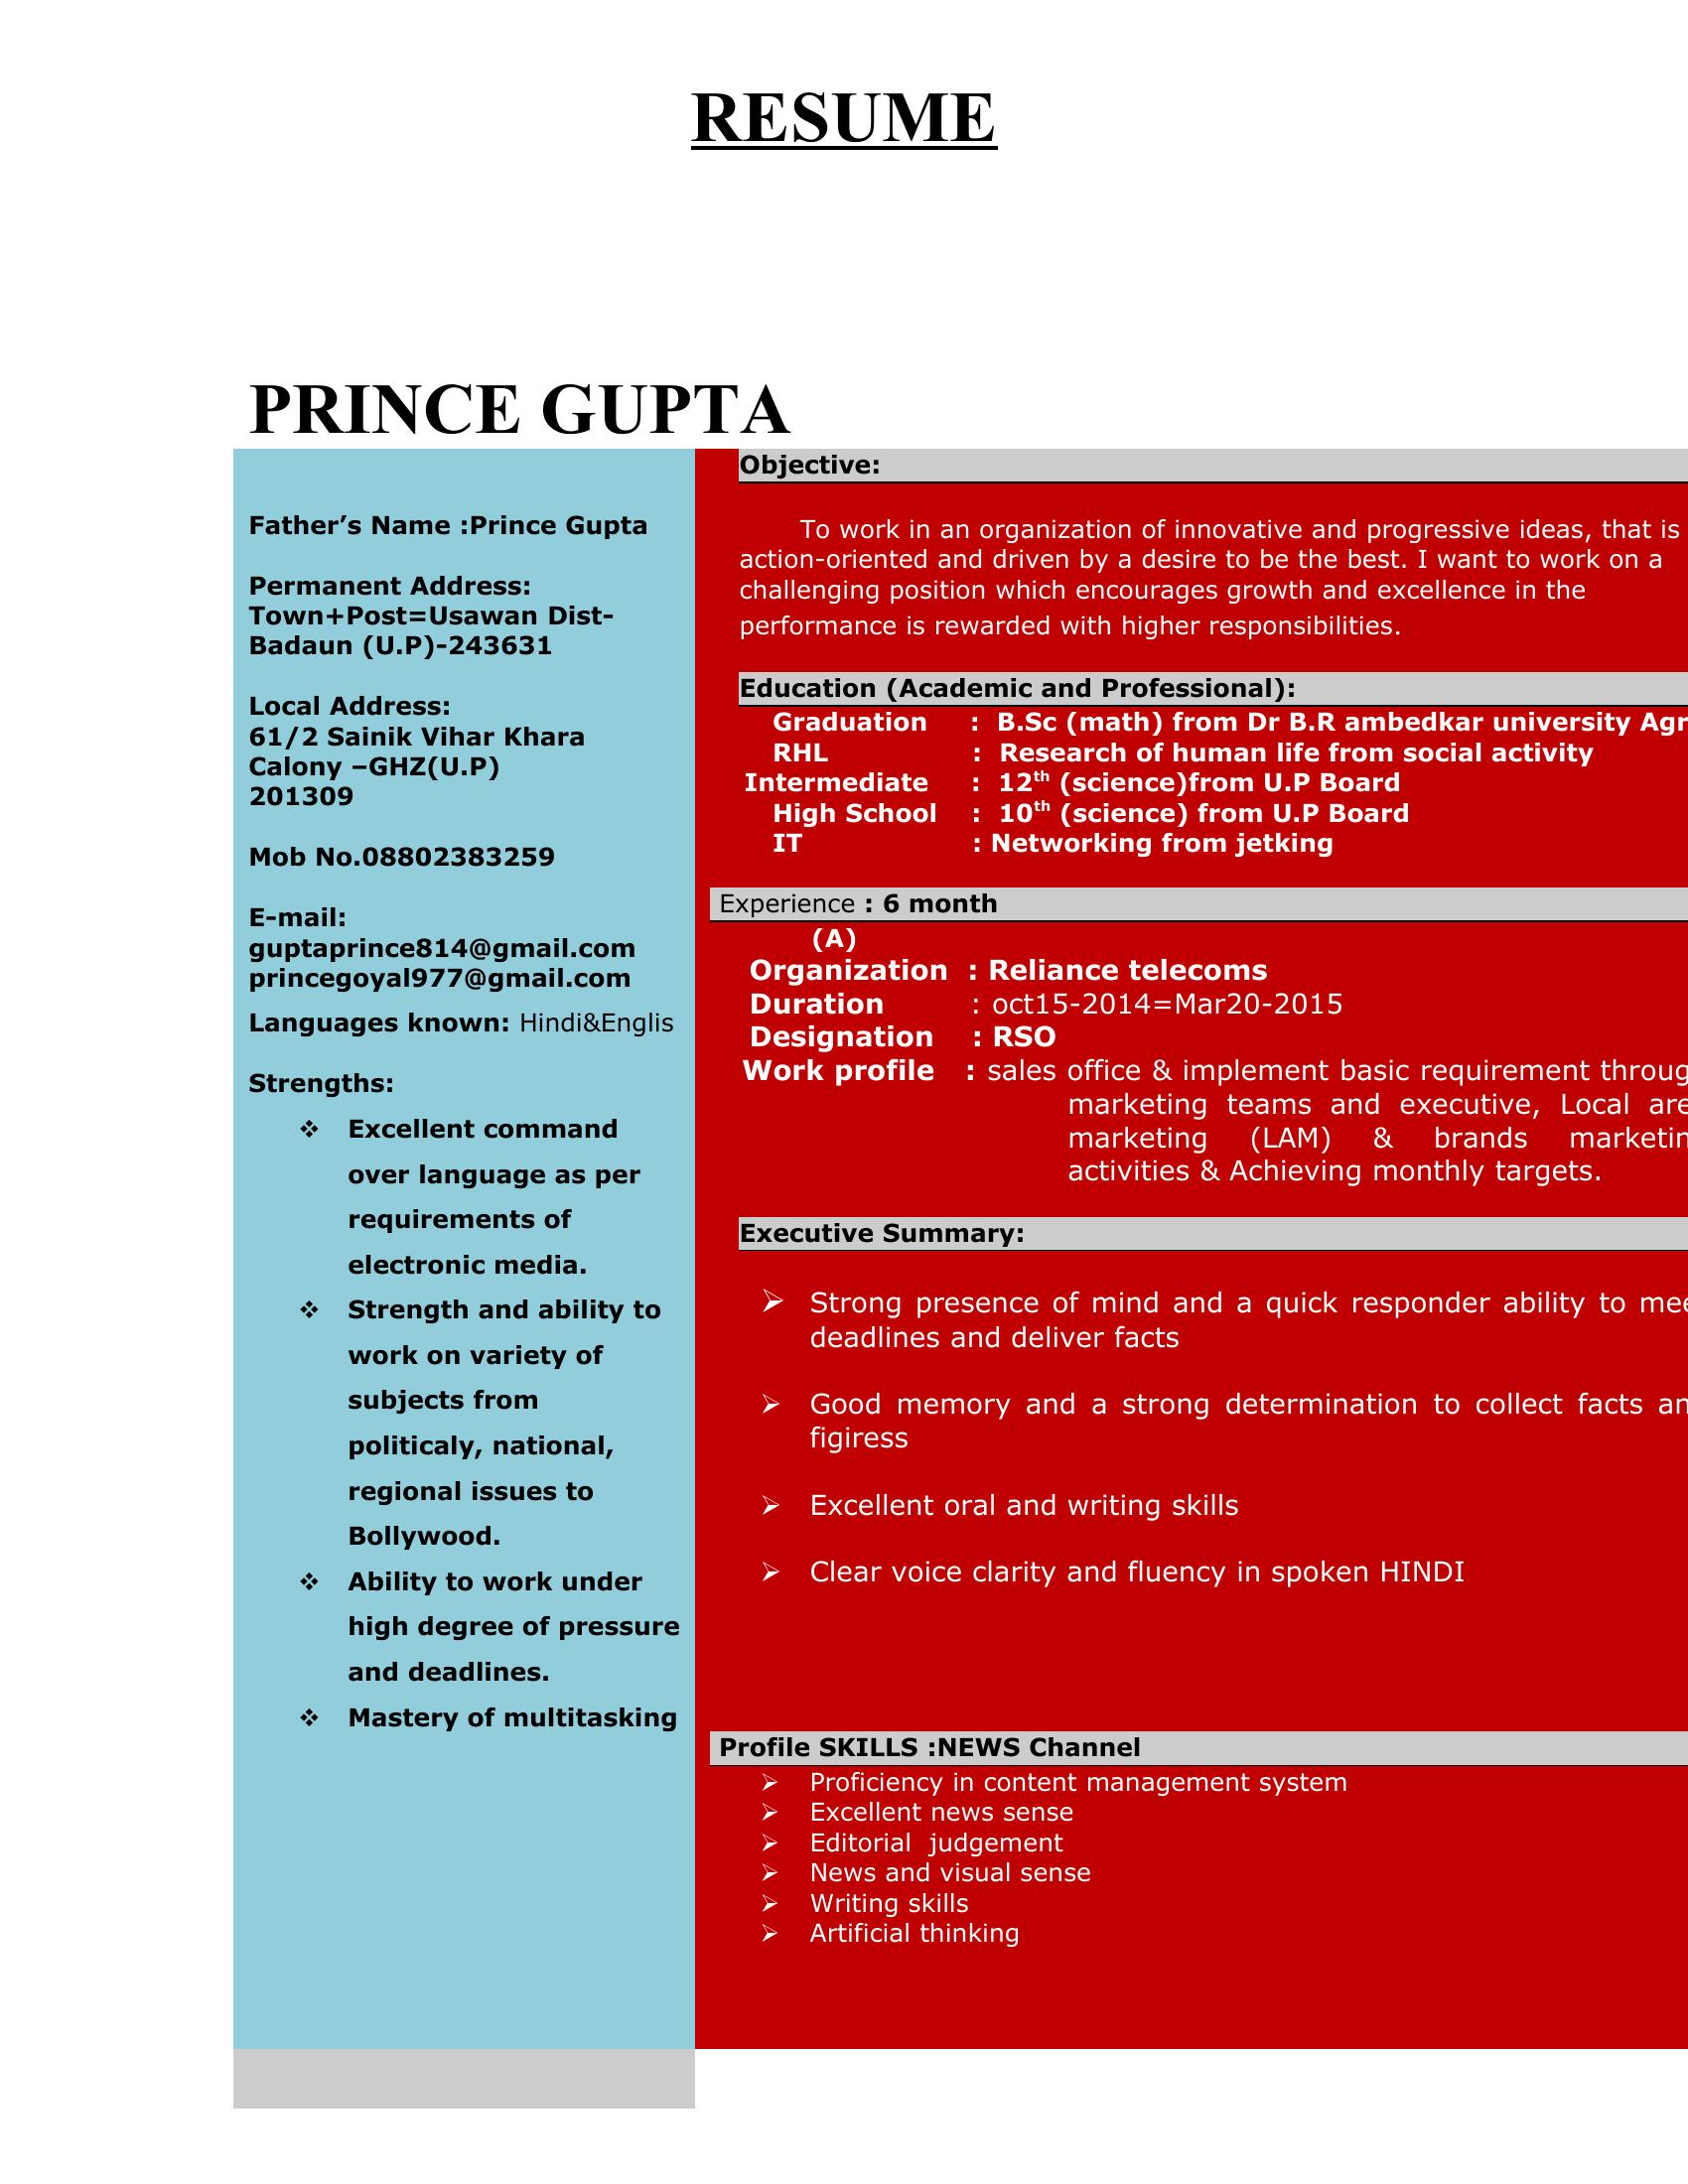 RESUME
PRINCE GUPTA
Father’s Name :Prince Gupta
Permanent Address:
Town+Post=Usawan Dist-
Badaun (U.P)-243631
Local Address:
61/2 Sainik Vihar Khara
Calony –GHZ(U.P)
201309
Mob No.08802383259
E-mail:
guptaprince814@gmail.com
princegoyal977@gmail.com
Languages known: Hindi&Englis
Strengths:
❖ Excellent command
over language as per
requirements of
electronic media.
❖ Strength and ability to
work on variety of
subjects from
politicaly, national,
regional issues to
Bollywood.
❖ Ability to work under
high degree of pressure
and deadlines.
❖ Mastery of multitasking
Objective:
To work in an organization of innovative and progressive ideas, that is
action-oriented and driven by a desire to be the best. I want to work on a
challenging position which encourages growth and excellence in the
performance is rewarded with higher responsibilities.
Education (Academic and Professional):
Graduation : B.Sc (math) from Dr B.R ambedkar university Agr
RHL : Research of human life from social activity
Intermediate : 12th (science)from U.P Board
High School : 10th (science) from U.P Board
IT : Networking from jetking
Experience : 6 month
(A)
Organization : Reliance telecoms
Duration : oct15-2014=Mar20-2015
Designation : RSO
Work profile : sales office & implement basic requirement throug
marketing teams and executive, Local are
marketing (LAM) & brands marketin
activities & Achieving monthly targets.
Executive Summary:
➢ Strong presence of mind and a quick responder ability to mee
deadlines and deliver facts
➢ Good memory and a strong determination to collect facts an
figiress
➢ Excellent oral and writing skills
➢ Clear voice clarity and fluency in spoken HINDI
Profile SKILLS :NEWS Channel
➢ Proficiency in content management system
➢ Excellent news sense
➢ Editorial judgement
➢ News and visual sense
➢ Writing skills
➢ Artificial thinking